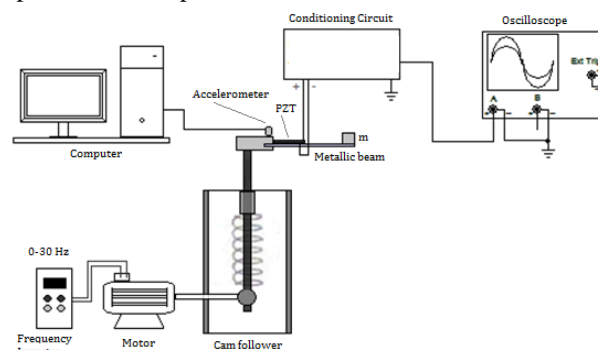 Conditioning Circuit
Oscilloscope
Ext Trig
A
B
+ -
+ -
+ -
Accelerometer
PZT
m
Metallic beam
Computer
0-30 Hz
Frequency
Motor
Cam follower